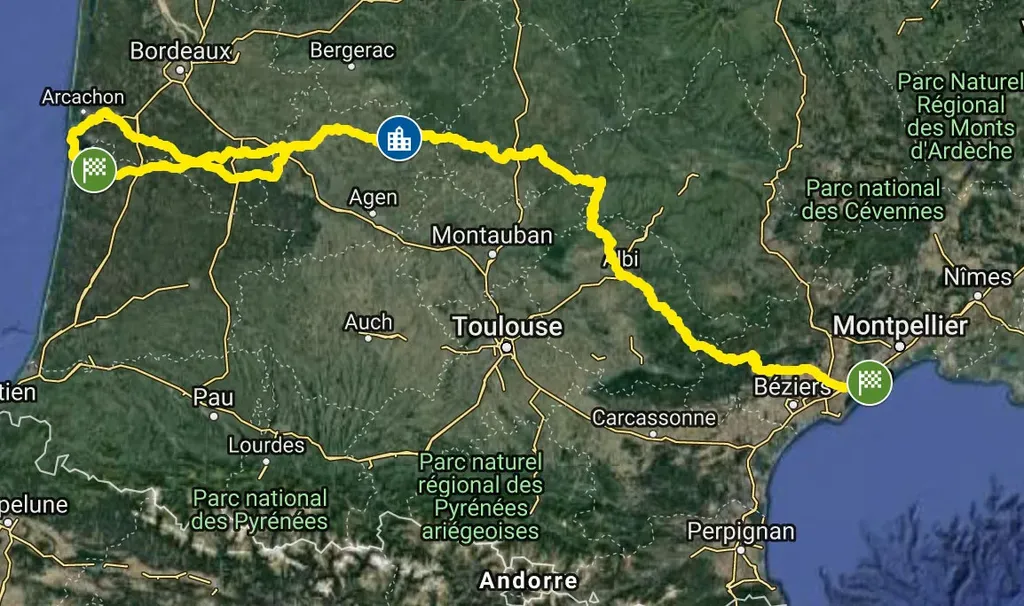 Bordeaux
Bergerac
Arcachon
Parc Naturel
Régional
des Monts
d'Ardèche
Agen
Parc national
des Cévennes
Montauban
Albi
Nîmes
Auch
Toulouse
Montpellier
tien
Pau
Béziers
Carcassonne
Lourdes
Parc naturel
régional des
Pyrénées
ariégeoises
Parc national
des Pyrénées
pelune
Perpignan
Andorre